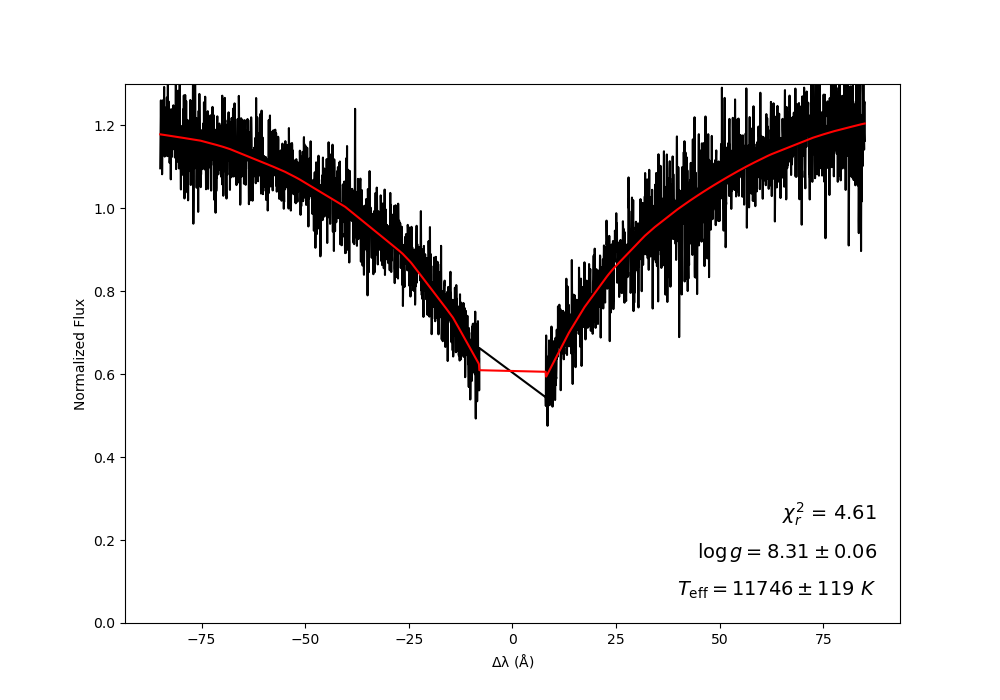 1.2
1.0
0.8
0.6
0.4
0.2
0.0
Normalized Flux
χ²ᵣ = 4.61
log g = 8.31 ± 0.06
T_eff = 11746 ± 119 K
−75 −50 −25 0 25 50 75
Δλ (Å)